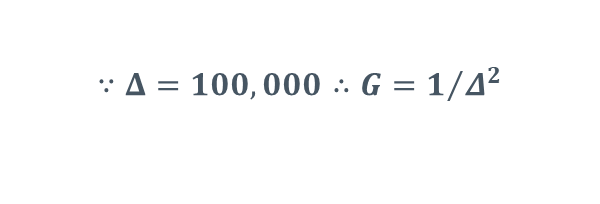 ∵ Δ = 100,000 ∴ G = 1/Δ²